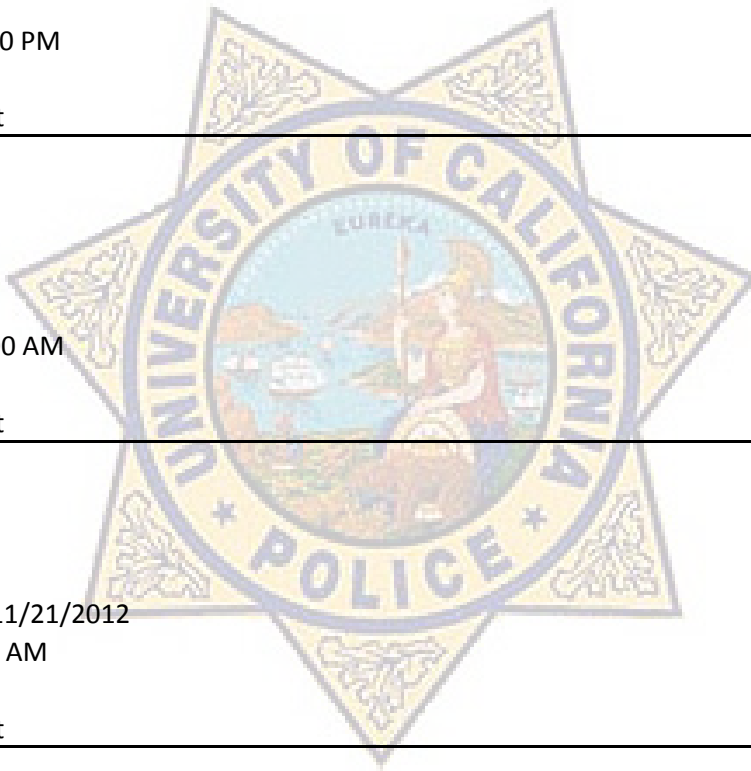 0 PM
t
UNIVERSITY OF CALIFORNIA
EUREKA
0 AM
t
POLICE
11/21/2012
AM
t